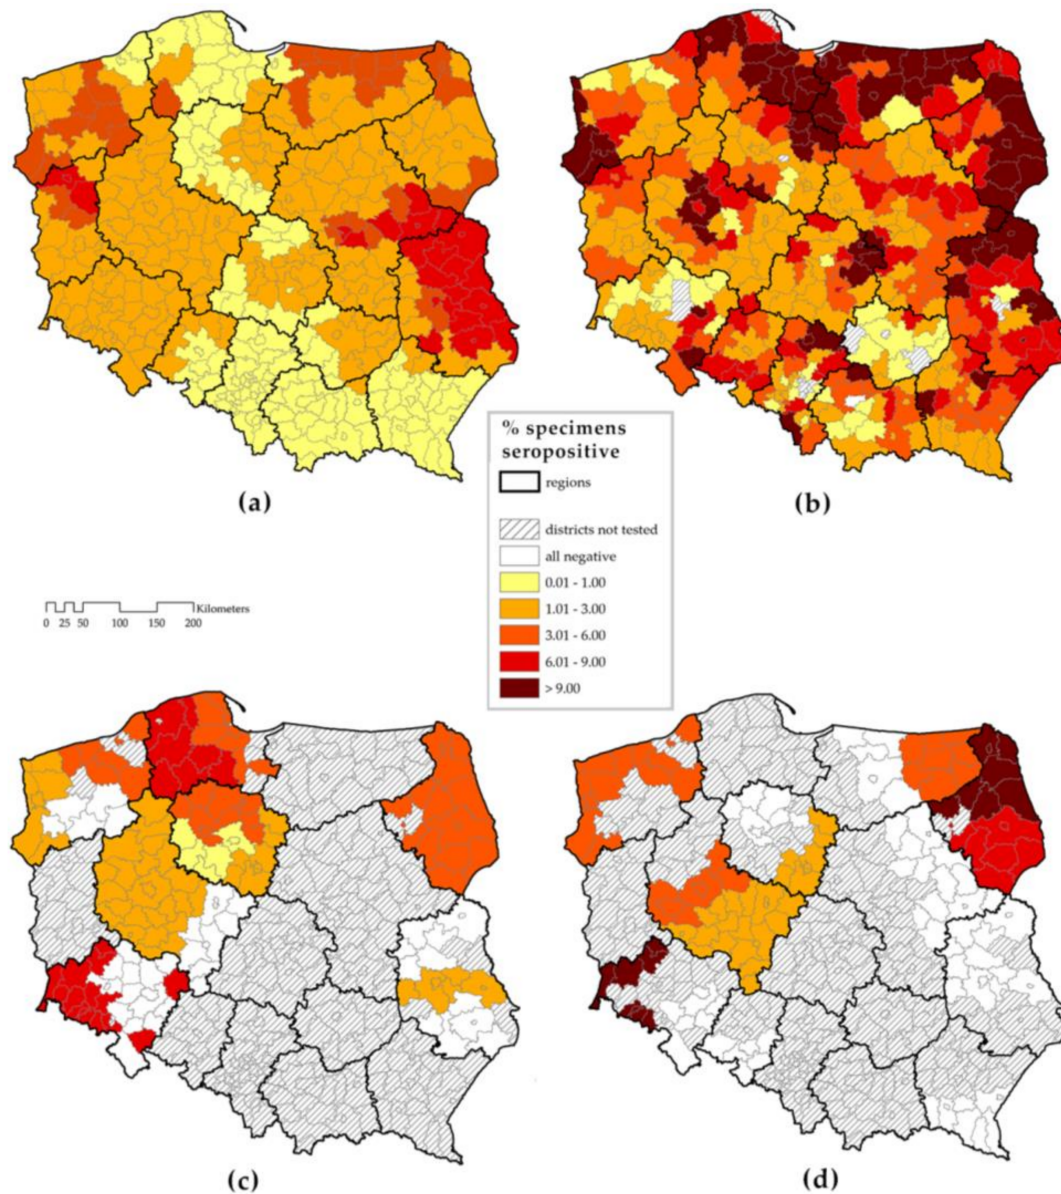 (a)
(b)
% specimens
seropositive
regions
districts not tested
all negative
0.01 - 1.00
1.01 - 3.00
3.01 - 6.00
6.01 - 9.00
> 9.00
Kilometers
0 25 50 100 150 200
(c)
(d)